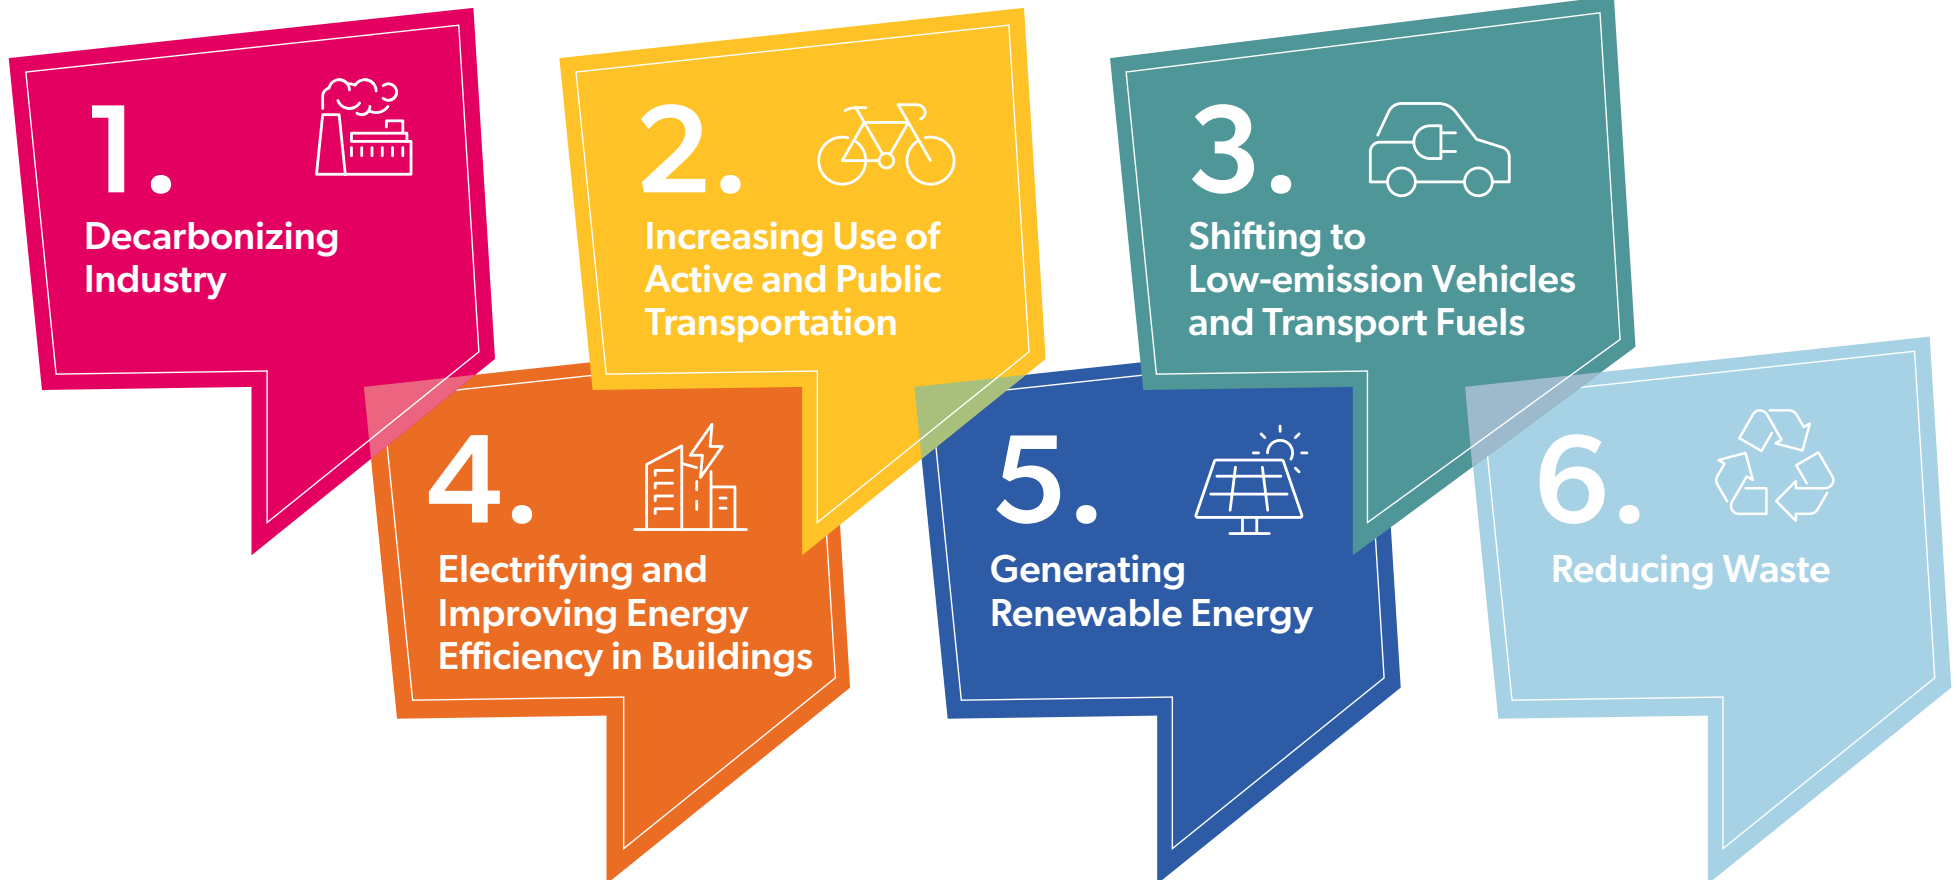 1.
Decarbonizing
Industry
2.
Increasing Use of
Active and Public
Transportation
3.
Shifting to
Low-emission Vehicles
and Transport Fuels
4.
Electrifying and
Improving Energy
Efficiency in Buildings
5.
Generating
Renewable Energy
6.
Reducing Waste